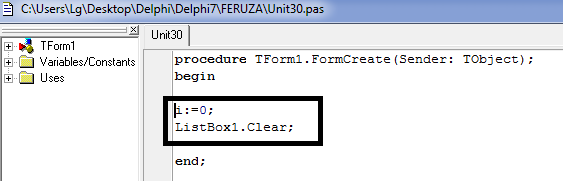 C:\Users\Lg\Desktop\Delphi\Delphi7\FERUZA\Unit30.pas
TForm1
Variables/Constants
Uses
Unit30
procedure TForm1.FormCreate(Sender: TObject);
begin
i:=0;
ListBox1.Clear;
end;